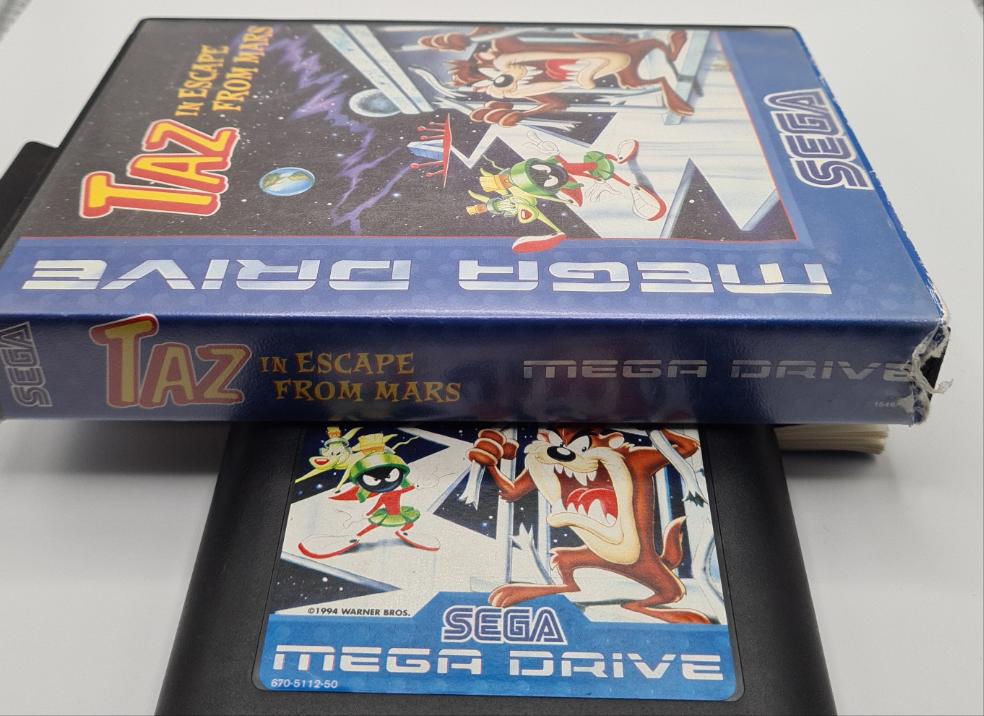 TAZ
IN ESCAPE
FROM MARS
SEGA
MEGA DRIVE
SEGA
TAZ
IN ESCAPE
FROM MARS
MEGA DRIVE
©1994 WARNER BROS.
SEGA
MEGA DRIVE
670-5112-50